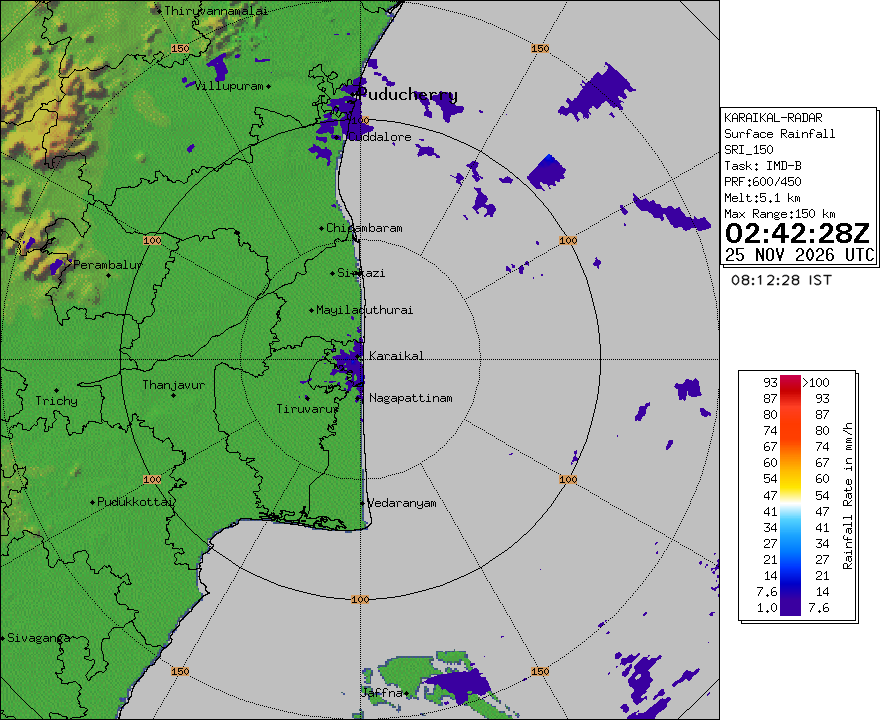 Thiruvannamalai
150
150
Villupuram
Puducherry
100
Cuddalore
KARAIKAL-RADAR
Surface Rainfall
SRI_150
Task: IMD-B
PRF:600/450
Melt:5.1 km
Max Range:150 km
02:42:28Z
25 NOV 2026 UTC
08:12:28 IST
Chidambaram
100
100
Perambalur
Sirkazi
Mayiladuthurai
Karaikal
Thanjavur
Trichy
Nagapattinam
Tiruvarur
100
100
Pudukkottai
Vedaranyam
100
Sivaganga
150
150
Jaffna
93 >100
87 93
80 87
74 80
67 74
60 67
54 60
47 54
41 47
34 41
27 34
21 27
14 21
7.6 14
1.0 7.6
Rainfall Rate in mm/h